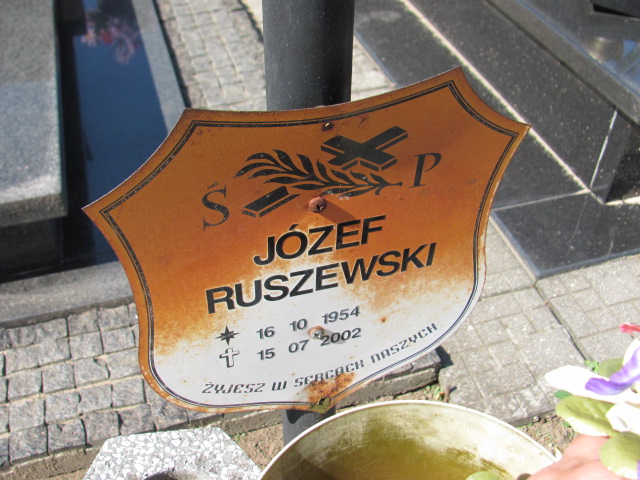 Ś P
JÓZEF
RUSZEWSKI
16 10 1954
15 07 2002
ŻYJESZ W SERCACH NASZYCH